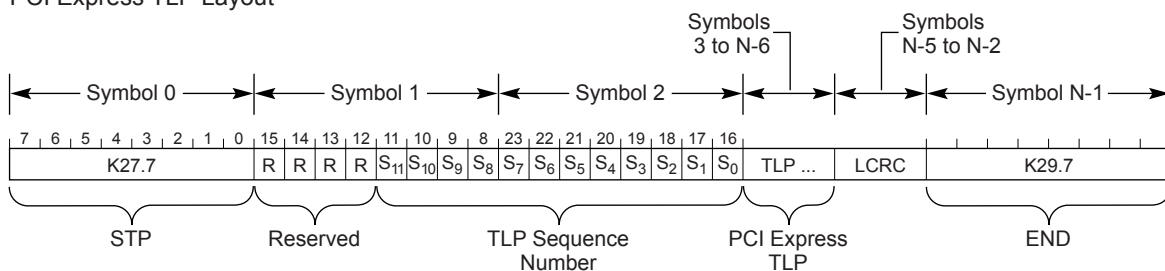 PCI Express TLP Layout
Symbols
3 to N-6
Symbols
N-5 to N-2
Symbol 0
Symbol 1
Symbol 2
Symbol N-1
7 6 5 4 3 2 1 0 15 14 13 12 11 10 9 8 23 22 21 20 19 18 17 16
K27.7 R R R R S11 S10 S9 S8 S7 S6 S5 S4 S3 S2 S1 S0 TLP ... LCRC K29.7
STP
Reserved
TLP Sequence
Number
PCI Express
TLP
END